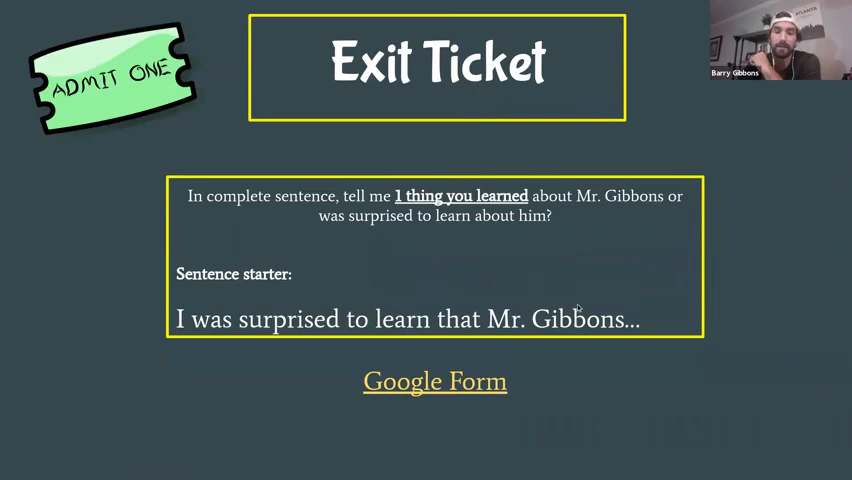 ADMIT ONE
Exit Ticket
ATLANTA
Barry Gibbons
In complete sentence, tell me 1 thing you learned about Mr. Gibbons or
was surprised to learn about him?
Sentence starter:
I was surprised to learn that Mr. Gibbons...
Google Form